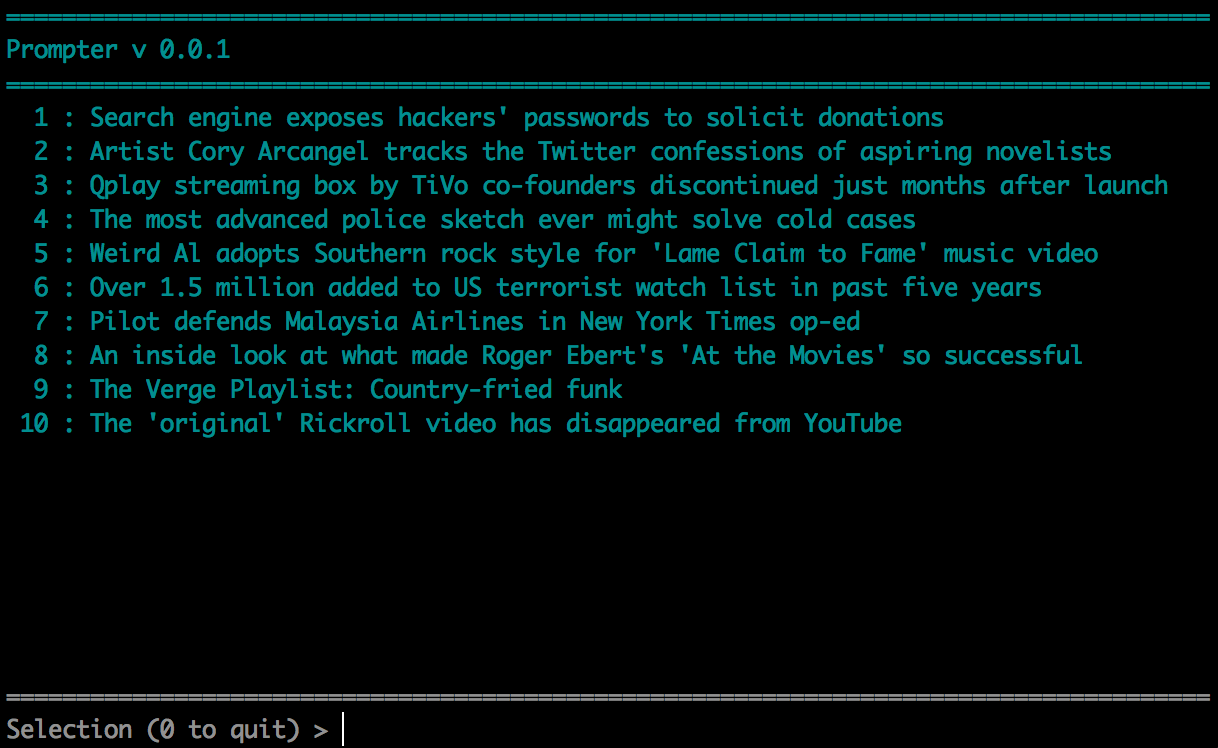 Prompter v 0.0.1
1 : Search engine exposes hackers' passwords to solicit donations
2 : Artist Cory Arcangel tracks the Twitter confessions of aspiring novelists
3 : Qplay streaming box by TiVo co-founders discontinued just months after launch
4 : The most advanced police sketch ever might solve cold cases
5 : Weird Al adopts Southern rock style for 'Lame Claim to Fame' music video
6 : Over 1.5 million added to US terrorist watch list in past five years
7 : Pilot defends Malaysia Airlines in New York Times op-ed
8 : An inside look at what made Roger Ebert's 'At the Movies' so successful
9 : The Verge Playlist: Country-fried funk
10 : The 'original' Rickroll video has disappeared from YouTube
Selection (0 to quit) >